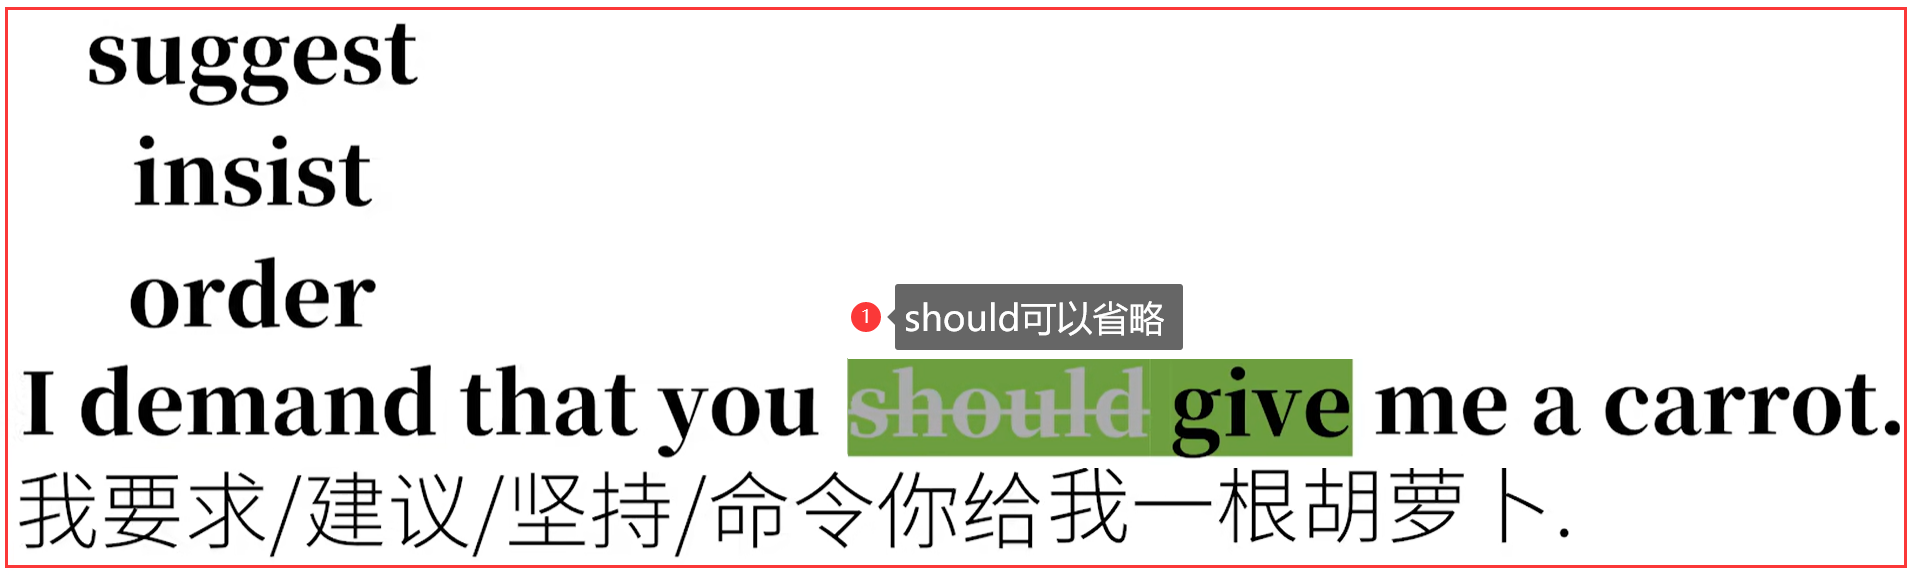 suggest
insist
order
1 should可以省略
I demand that you should give me a carrot.
我要求/建议/坚持/命令你给我一根胡萝卜.